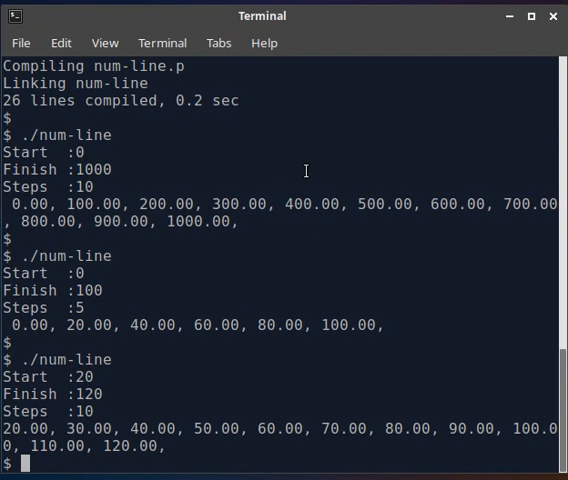 Terminal
File Edit View Terminal Tabs Help
Compiling num-line.p
Linking num-line
26 lines compiled, 0.2 sec
$
$ ./num-line
Start  :0
Finish :1000
Steps  :10
 0.00, 100.00, 200.00, 300.00, 400.00, 500.00, 600.00, 700.00
, 800.00, 900.00, 1000.00,
$
$ ./num-line
Start  :0
Finish :100
Steps  :5
 0.00, 20.00, 40.00, 60.00, 80.00, 100.00,
$
$ ./num-line
Start  :20
Finish :120
Steps  :10
20.00, 30.00, 40.00, 50.00, 60.00, 70.00, 80.00, 90.00, 100.0
0, 110.00, 120.00,
$